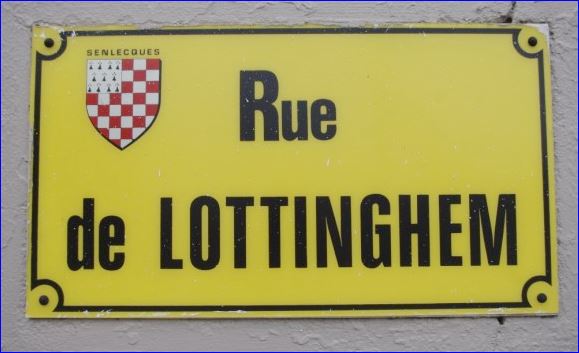 SENLECQUES
Rue
de LOTTINGHEM